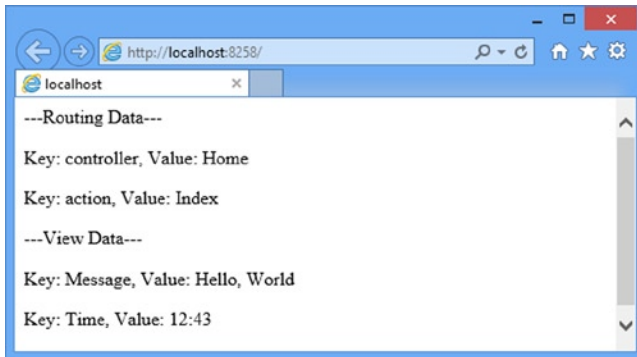 http://localhost:8258/
localhost
---Routing Data---
Key: controller, Value: Home
Key: action, Value: Index
---View Data---
Key: Message, Value: Hello, World
Key: Time, Value: 12:43